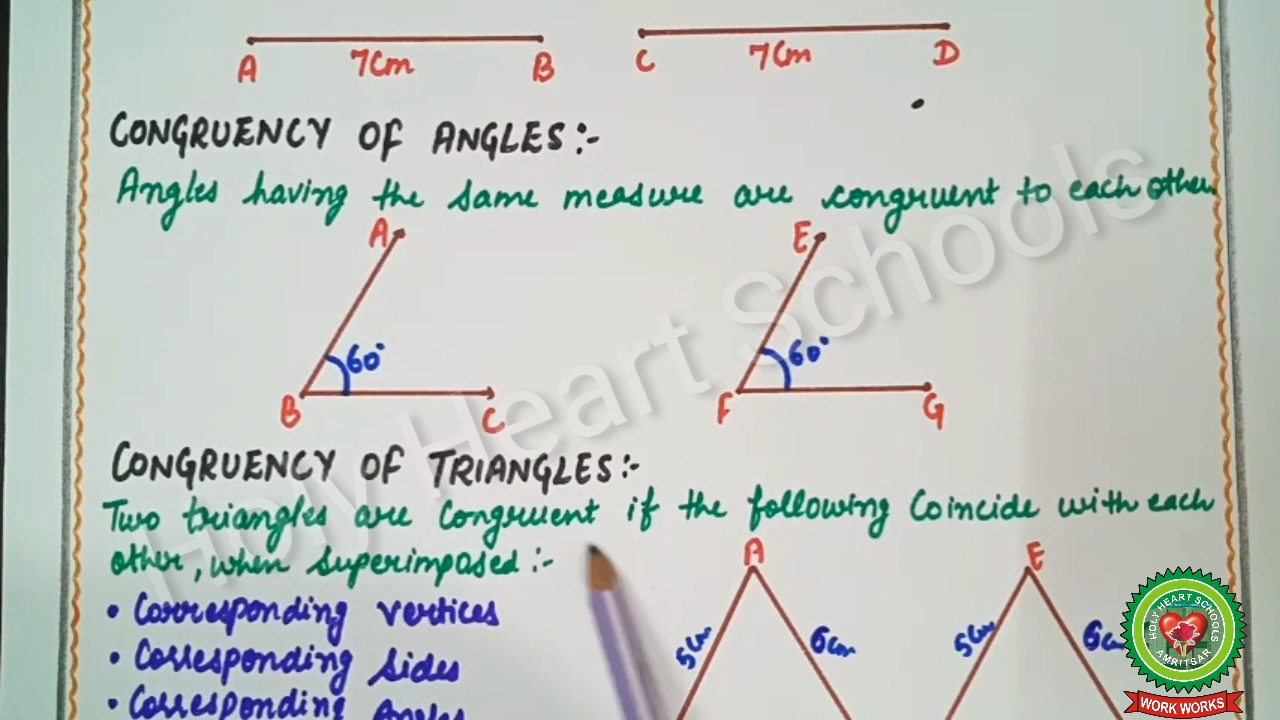 A 7cm B C 7cm D
CONGRUENCY OF ANGLES:-
Angles having the same measure are congruent to each other
A E
60° 60°
B C F G
CONGRUENCY OF TRIANGLES:-
Two triangles are congruent if the following Coincide with each
other, when superimposed:-
A E
• Corresponding vertices
5cm 6cm 5cm 6cm
• Corresponding sides
• Corresponding Angles
Holy Heart Schools
HOLY HEART SCHOOLS
AMRITSAR
WORK WORKS